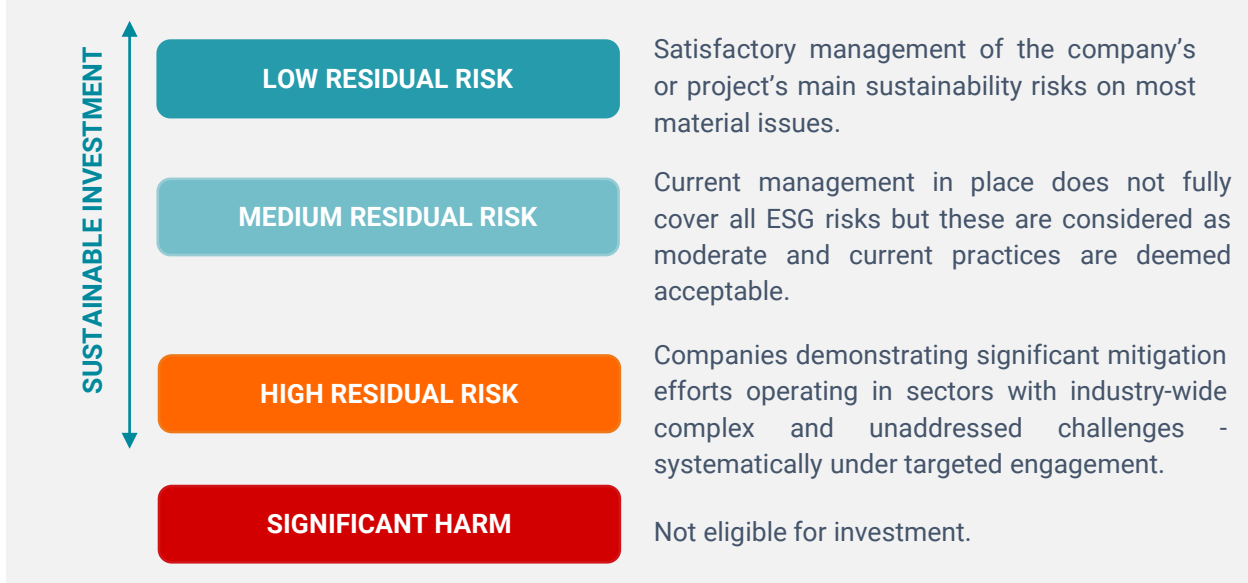 SUSTAINABLE INVESTMENT
LOW RESIDUAL RISK
Satisfactory management of the company's
or project's main sustainability risks on most
material issues.
MEDIUM RESIDUAL RISK
Current management in place does not fully
cover all ESG risks but these are considered as
moderate and current practices are deemed
acceptable.
HIGH RESIDUAL RISK
Companies demonstrating significant mitigation
efforts operating in sectors with industry-wide
complex and unaddressed challenges -
systematically under targeted engagement.
SIGNIFICANT HARM
Not eligible for investment.